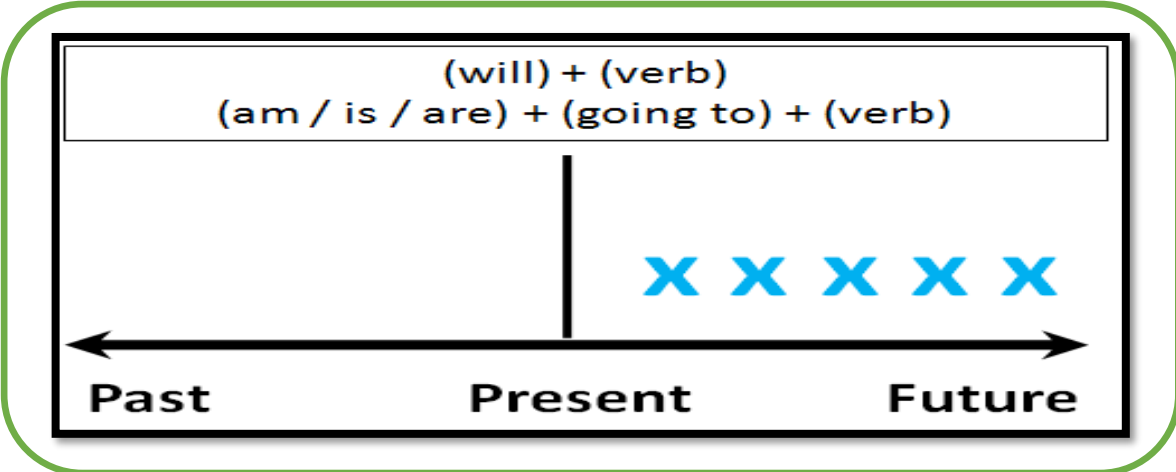 (will) + (verb)
(am / is / are) + (going to) + (verb)
x x x x x
Past Present Future